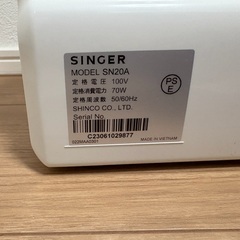 SINGER
MODEL SN20A
定格電圧 100V
定格消費電力 70W
定格周波数 50/60Hz
SHINCO CO., LTD.
Serial No.
C23061029877
MADE IN VIETNAM
PS
E